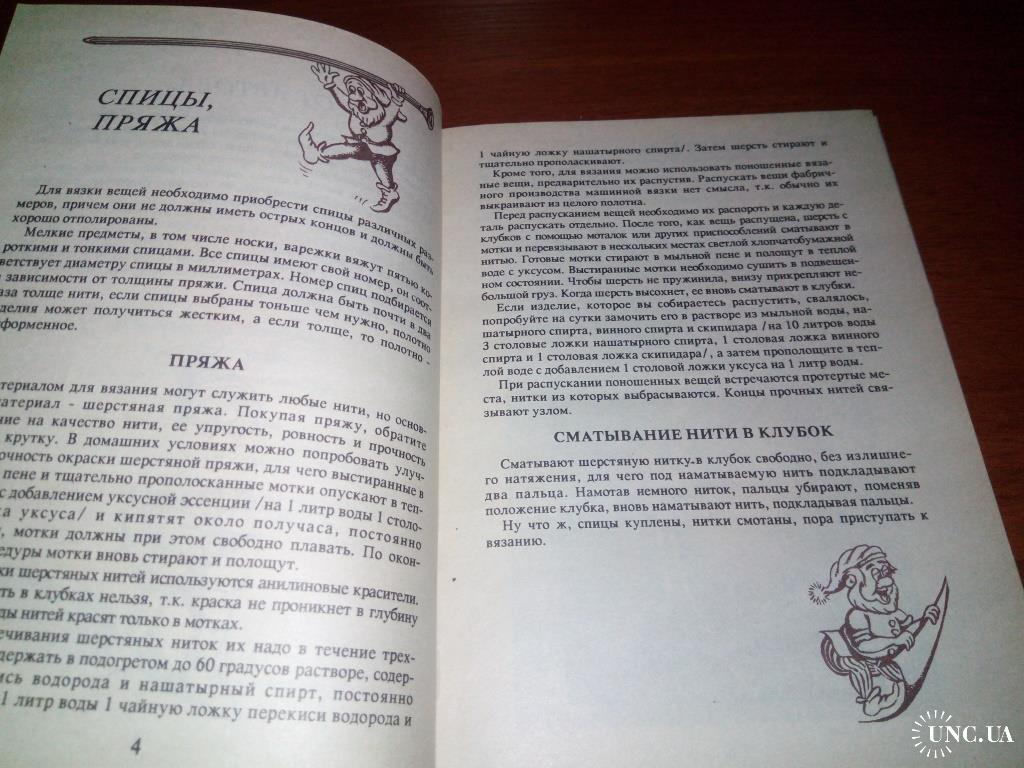 СПИЦЫ,
ПРЯЖА
Для вязки вещей необходимо приобрести спицы различных раз-
меров, причем они не должны иметь острых концов и должны быть
хорошо отполированы.
Мелкие предметы, в том числе носки, варежки вяжут пятью ко-
роткими и тонкими спицами. Все спицы имеют свой номер, он соот-
ветствует диаметру спицы в миллиметрах. Номер спиц подбирается
зависимости от толщины пряжи. Спица должна быть почти в два
аза толще нити, если спицы выбраны тоньше чем нужно, полотно
делия может получиться жестким, а если толще, то полотно -
сформенное.
ПРЯЖА
атериалом для вязания могут служить любые нити, но основ-
материал - шерстяная пряжа. Покупая пряжу, обратите
ние на качество нити, ее упругость, ровность и прочность
крутку. В домашних условиях можно попробовать улуч-
очность окраски шерстяной пряжи, для чего выстиранные в
пене и тщательно прополосканные мотки опускают в теп-
с добавлением уксусной эссенции /на 1 литр воды 1 столо-
ка уксуса/ и кипятят около получаса, постоянно
, мотки должны при этом свободно плавать. По окон-
едуры мотки вновь стирают и полощут.
ки шерстяных нитей используются анилиновые красители.
ть в клубках нельзя, т.к. краска не проникнет в глубину
ды нитей красят только в мотках.
ечивания шерстяных ниток их надо в течение трех-
одержать в подогретом до 60 градусов растворе, содер-
ись водорода и нашатырный спирт, постоянно
1 литр воды 1 чайную ложку перекиси водорода и
4
1 чайную ложку нашатырного спирта/. Затем шерсть стирают и
тщательно прополаскивают.
Кроме того, для вязания можно использовать поношенные вяза-
ные вещи, предварительно их распустив. Распускать вещи фабрич-
ного производства машинной вязки нет смысла, т.к. обычно их
выкраивают из целого полотна.
Перед распусканием вещей необходимо их распороть и каждую де-
таль распускать отдельно. После того, как вещь распущена, шерсть с
клубков с помощью моталок или других приспособлений сматывают в
мотки и перевязывают в нескольких местах светлой хлопчатобумажной
нитью. Готовые мотки стирают в мыльной пене и полощут в теплой
воде с уксусом. Выстиранные мотки необходимо сушить в подвешен-
ном состоянии. Чтобы шерсть не пружинила, внизу прикрепляют не-
большой груз. Когда шерсть высохнет, ее вновь сматывают в клубки.
Если изделие, которое вы собираетесь распустить, свалялось,
попробуйте на сутки замочить его в растворе из мыльной воды, на-
шатырного спирта, винного спирта и скипидара /на 10 литров воды
3 столовые ложки нашатырного спирта, 1 столовая ложка винного
спирта и 1 столовая ложка скипидара/, а затем прополощите в теп-
лой воде с добавлением 1 столовой ложки уксуса на 1 литр воды.
При распускании поношенных вещей встречаются протертые ме-
ста, нитки из которых выбрасываются. Концы прочных нитей свя-
зывают узлом.
СМАТЫВАНИЕ НИТИ В КЛУБОК
Сматывают шерстяную нитку в клубок свободно, без излишне-
го натяжения, для чего под наматываемую нить подкладывают
два пальца. Намотав немного ниток, пальцы убирают, поменяв
положение клубка, вновь наматывают нить, подкладывая пальцы.
Ну что ж, спицы куплены, нитки смотаны, пора приступать к
вязанию.
UNC.UA